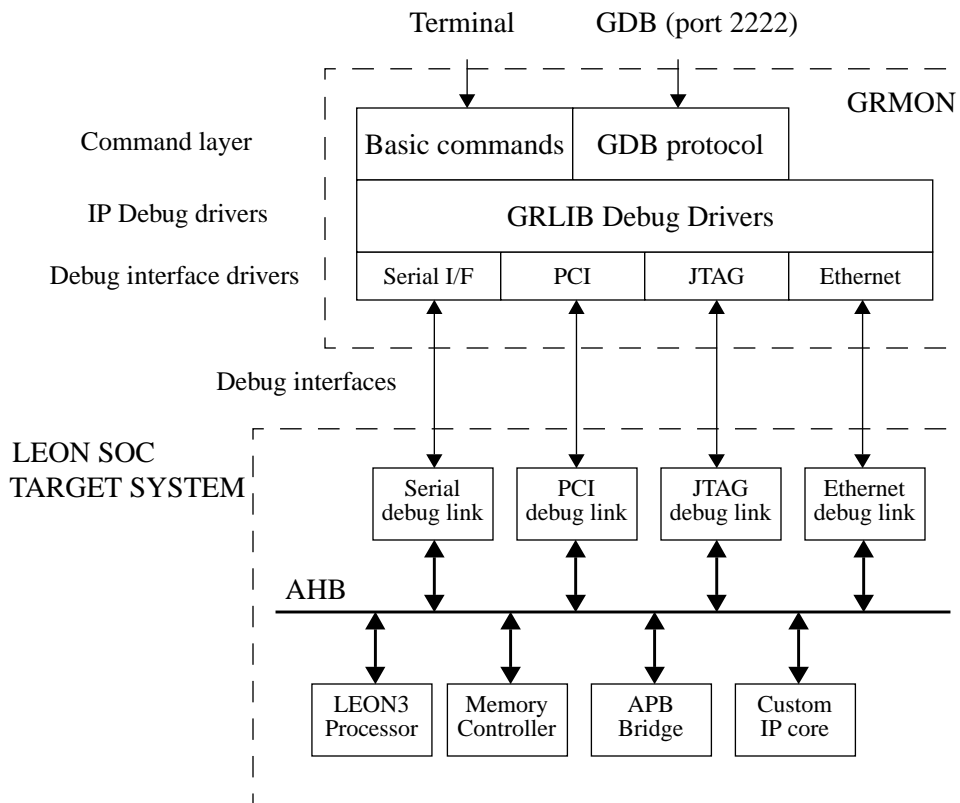 Terminal
GDB (port 2222)
GRMON
Command layer
Basic commands
GDB protocol
IP Debug drivers
GRLIB Debug Drivers
Debug interface drivers
Serial I/F
PCI
JTAG
Ethernet
Debug interfaces
LEON SOC
TARGET SYSTEM
Serial
debug link
PCI
debug link
JTAG
debug link
Ethernet
debug link
AHB
LEON3
Processor
Memory
Controller
APB
Bridge
Custom
IP core